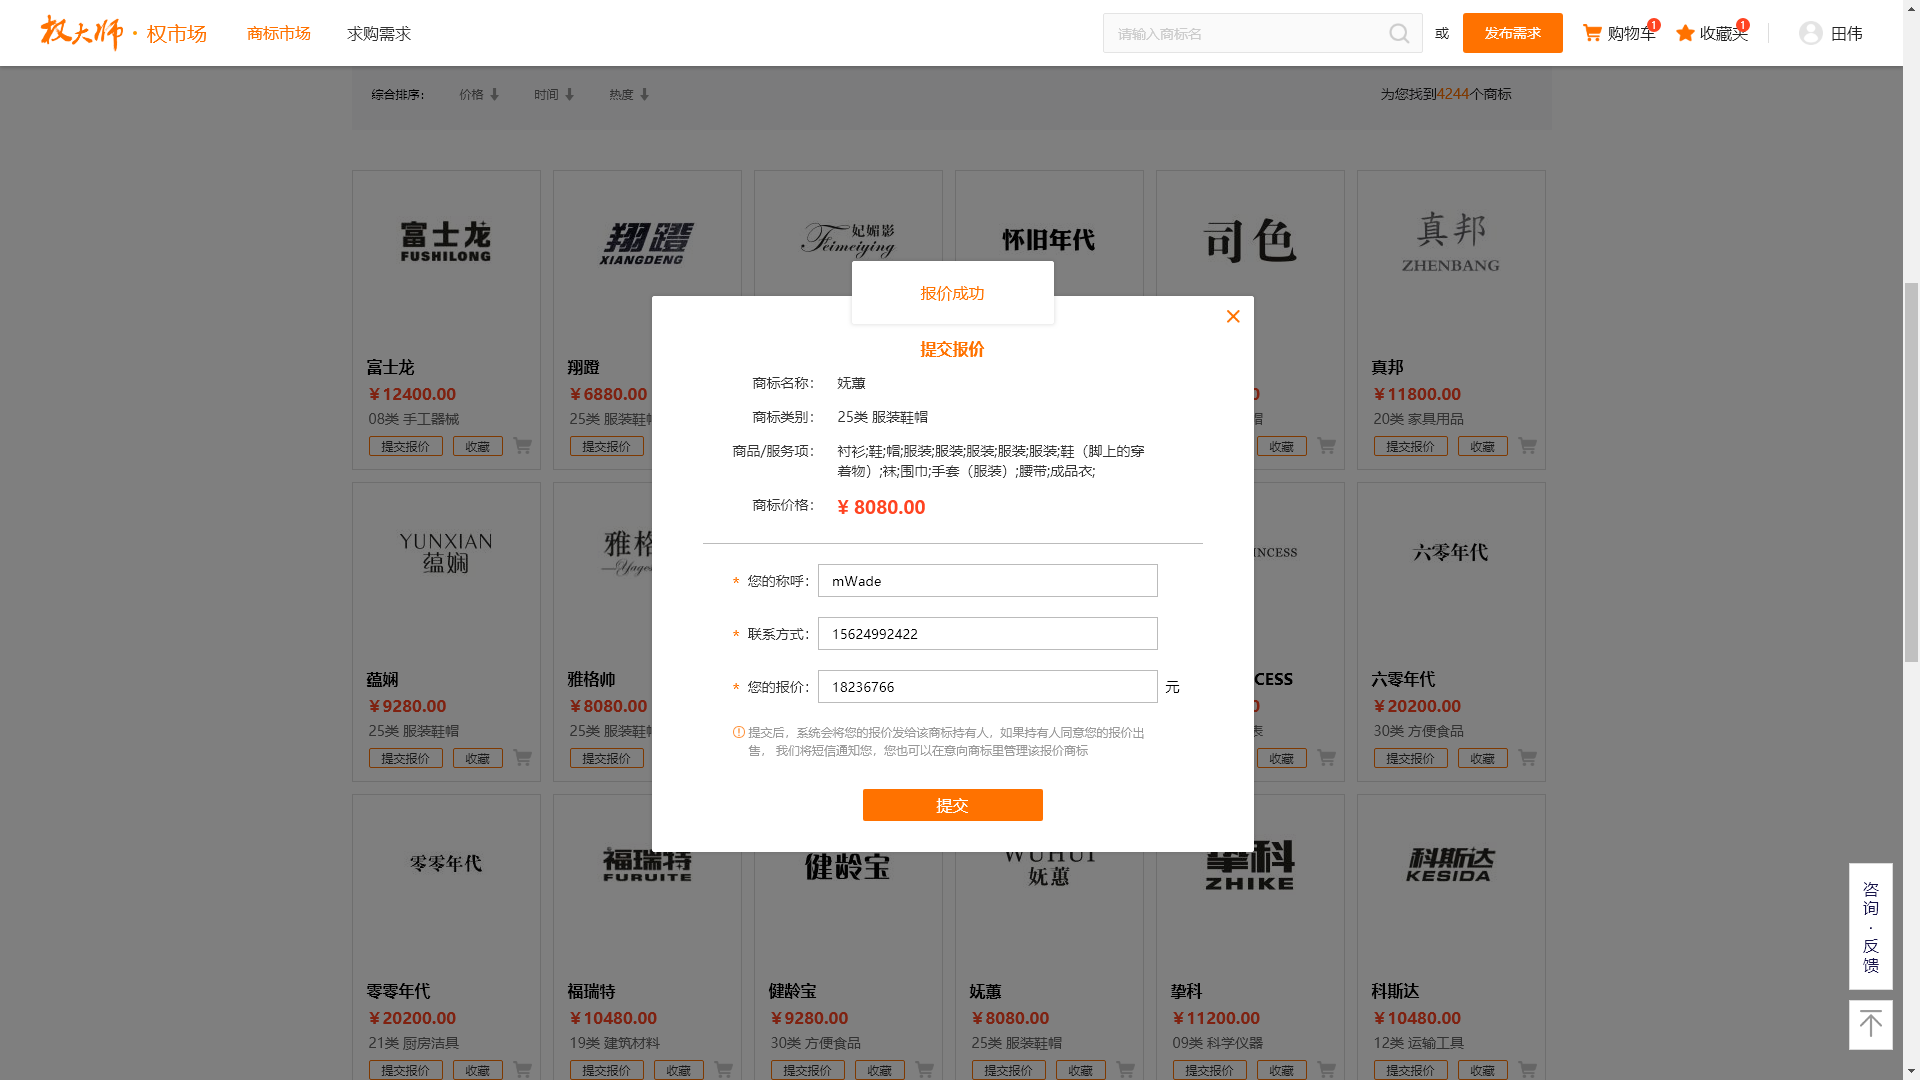 权大师·权市场 商标市场 求购需求 请输入商标名 或 发布需求 购物车 1 收藏夹 1 田伟
综合排序: 价格 时间 热度 为您找到4244个商标
富士龙 FUSHILONG
翔蹬 XIANGDENG
妃媚影 Feimeiying
怀旧年代
司色
真邦 ZHENBANG
富士龙
¥12400.00
08类 手工器械
提交报价 收藏
翔蹬
¥6880.00
25类 服装鞋帽
提交报价
收藏
真邦
¥11800.00
20类 家具用品
提交报价 收藏
报价成功
提交报价
商标名称: 妩蕙
商标类别: 25类 服装鞋帽
商品/服务项: 衬衫;鞋;帽;服装;服装;服装;服装;服装;鞋（脚上的穿
着物）;袜;围巾;手套（服装）;腰带;成品衣;
商标价格: ¥ 8080.00
* 您的称呼: mWade
* 联系方式: 15624992422
* 您的报价: 18236766 元
提交后，系统会将您的报价发给该商标持有人，如果持有人同意您的报价出
售， 我们将短信通知您，您也可以在意向商标里管理该报价商标
提交
YUNXIAN
蕴娴
雅格
INCESS
六零年代
蕴娴
¥9280.00
25类 服装鞋帽
提交报价 收藏
雅格帅
¥8080.00
25类 服装鞋帽
提交报价
CESS
收藏
六零年代
¥20200.00
30类 方便食品
提交报价 收藏
零零年代
福瑞特 FURUITE
健龄宝
WUHUI
妩蕙
挚科 ZHIKE
科斯达 KESIDA
零零年代
¥20200.00
21类 厨房洁具
提交报价 收藏
福瑞特
¥10480.00
19类 建筑材料
提交报价 收藏
健龄宝
¥9280.00
30类 方便食品
提交报价 收藏
妩蕙
¥8080.00
25类 服装鞋帽
提交报价 收藏
挚科
¥11200.00
09类 科学仪器
提交报价 收藏
科斯达
¥10480.00
12类 运输工具
提交报价 收藏
咨询·反馈